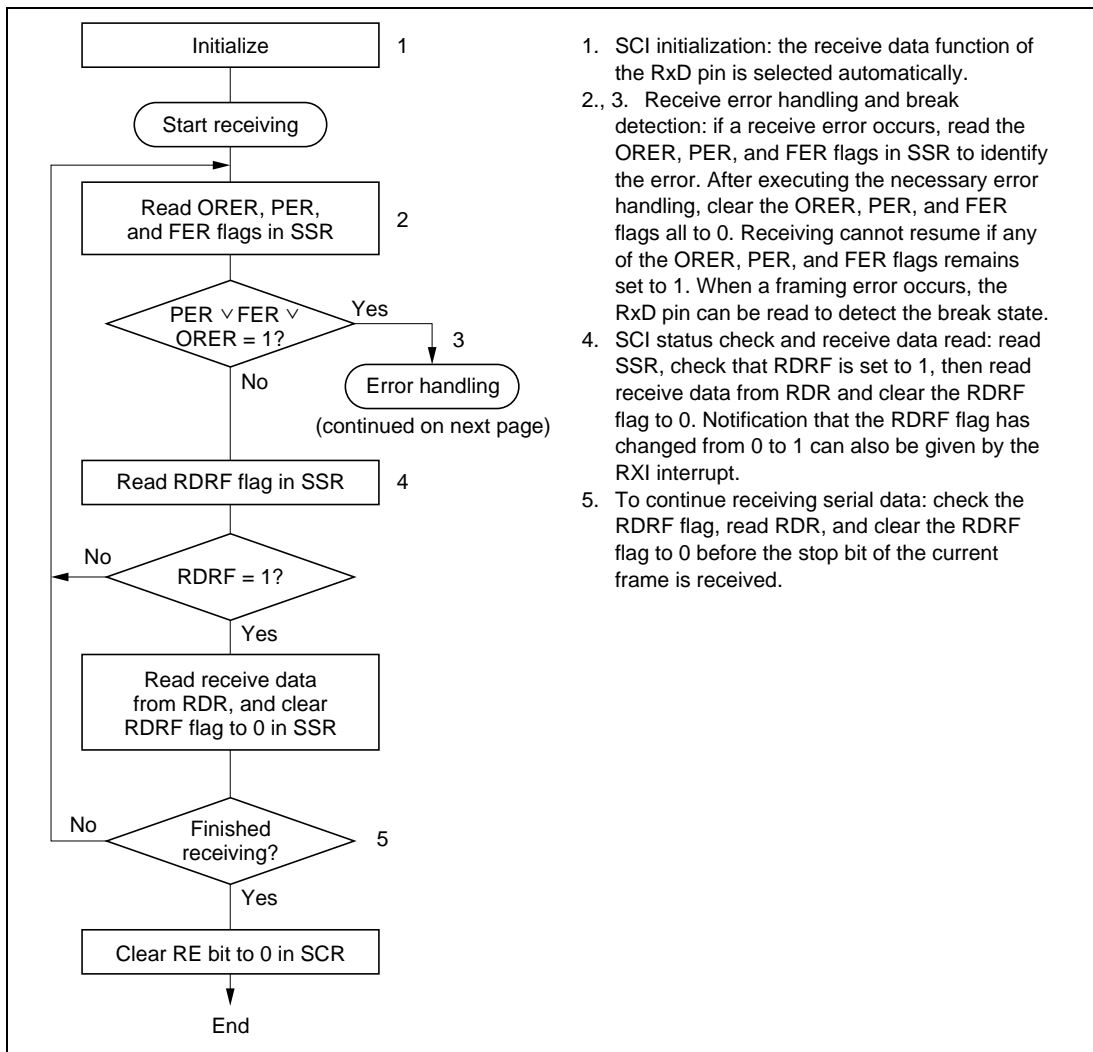 Initialize
1
Start receiving
Read ORER, PER,
and FER flags in SSR
2
PER ∨ FER ∨
ORER = 1?
Yes
No
3
Error handling
(continued on next page)
Read RDRF flag in SSR
4
No
RDRF = 1?
Yes
Read receive data
from RDR, and clear
RDRF flag to 0 in SSR
No
Finished
receiving?
5
Yes
Clear RE bit to 0 in SCR
End
1. SCI initialization: the receive data function of
the RxD pin is selected automatically.
2., 3. Receive error handling and break
detection: if a receive error occurs, read the
ORER, PER, and FER flags in SSR to identify
the error. After executing the necessary error
handling, clear the ORER, PER, and FER
flags all to 0. Receiving cannot resume if any
of the ORER, PER, and FER flags remains
set to 1. When a framing error occurs, the
RxD pin can be read to detect the break state.
4. SCI status check and receive data read: read
SSR, check that RDRF is set to 1, then read
receive data from RDR and clear the RDRF
flag to 0. Notification that the RDRF flag has
changed from 0 to 1 can also be given by the
RXI interrupt.
5. To continue receiving serial data: check the
RDRF flag, read RDR, and clear the RDRF
flag to 0 before the stop bit of the current
frame is received.